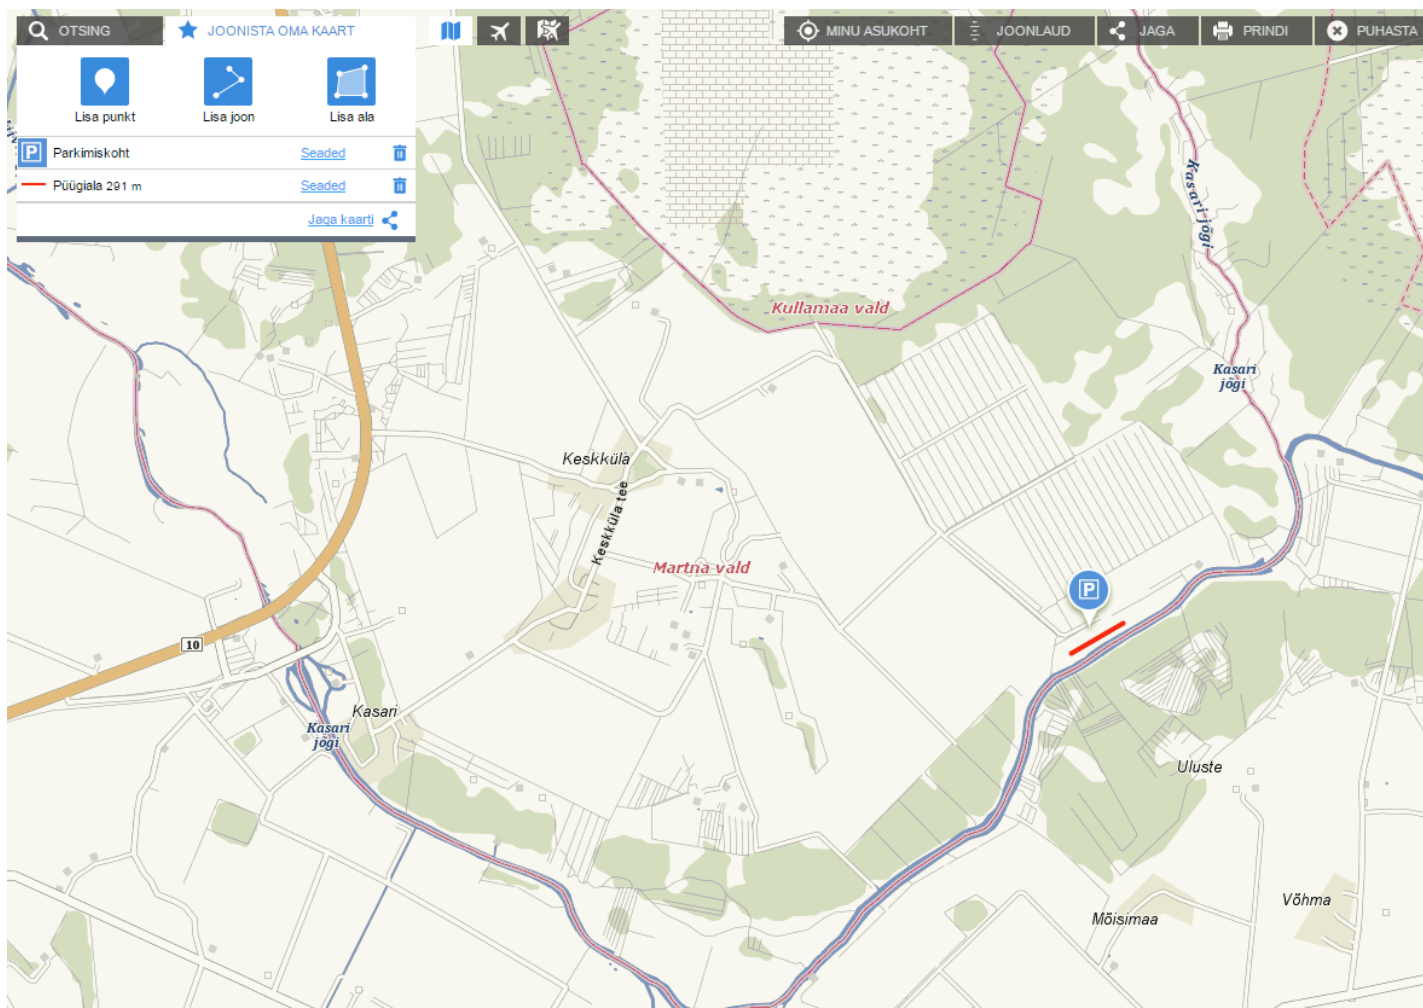 OTSING
JOONISTA OMA KAART
MINU ASUKOHT
JOONLAUD
JAGA
PRINDI
PUHASTA
Lisa punkt
Lisa joon
Lisa ala
P Parkimiskoht Seaded
Püügiala 291 m Seaded
Jaga kaarti
Kasari jõgi
Kullamaa vald
Kasari
jõgi
Keskküla
Keskküla tee
Martna vald
P
10
Kasari
Kasari
jõgi
Uluste
Võhma
Mõisimaa